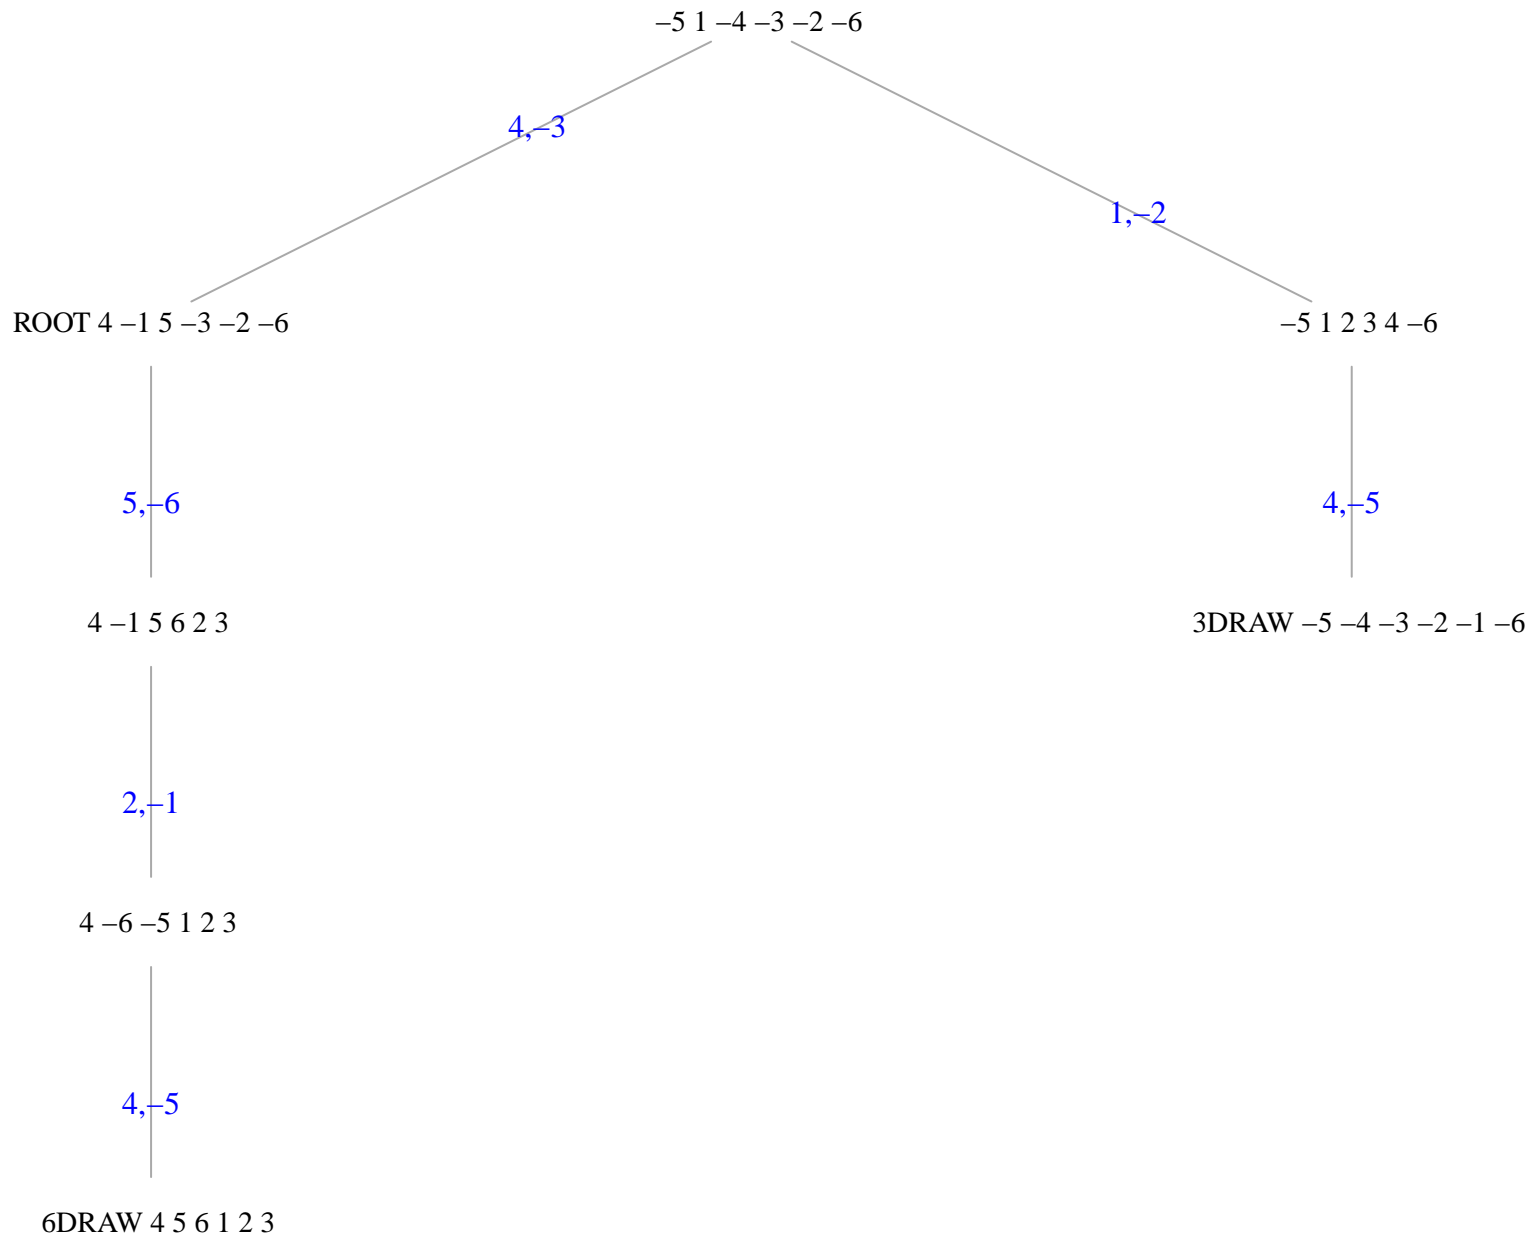 –5 1 –4 –3 –2 –6
4,–3
1,–2
ROOT 4 –1 5 –3 –2 –6
–5 1 2 3 4 –6
5,–6
4,–5
4 –1 5 6 2 3
3DRAW –5 –4 –3 –2 –1 –6
2,–1
4 –6 –5 1 2 3
4,–5
6DRAW 4 5 6 1 2 3